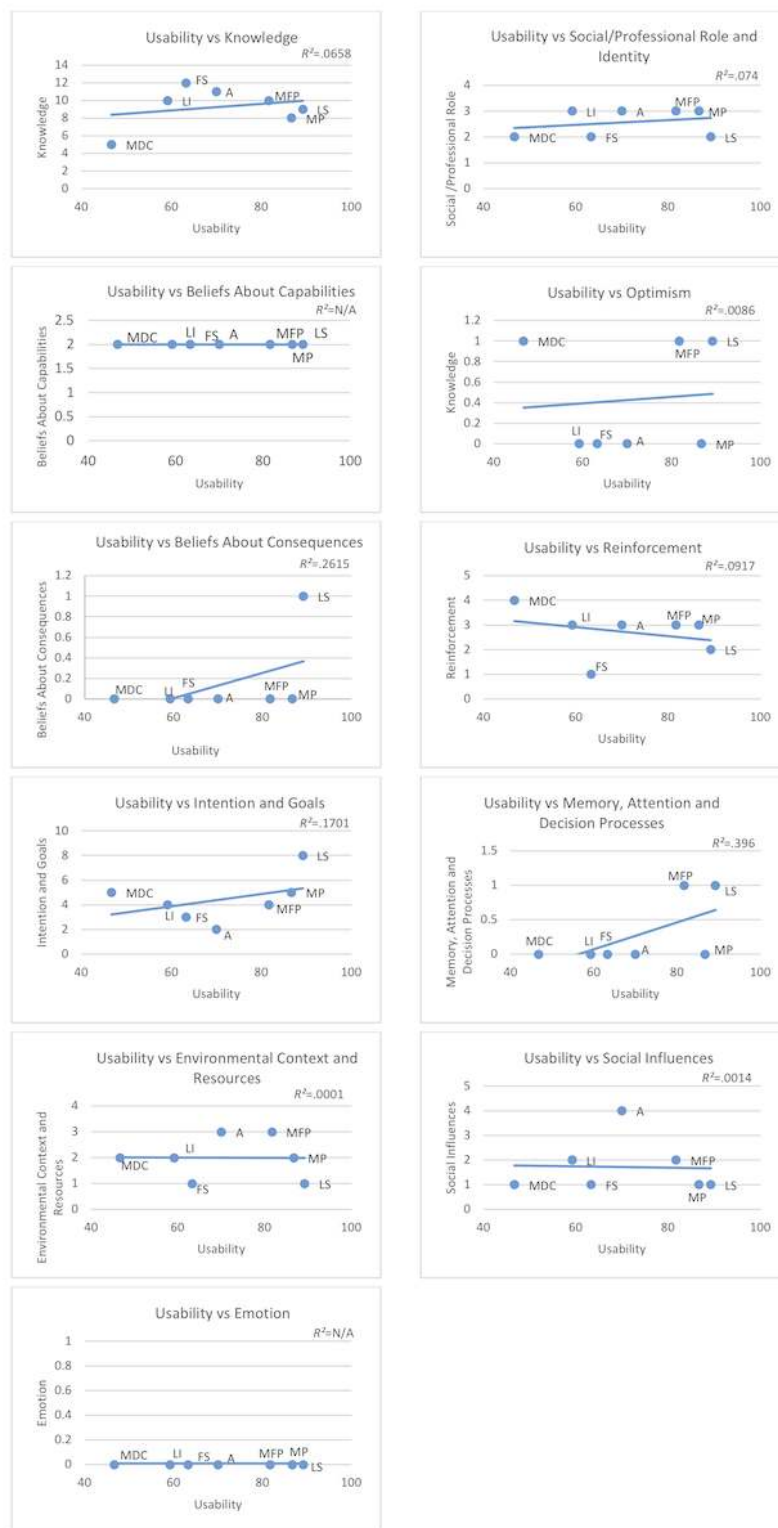 Usability vs Knowledge
R²=.0658
14
12
10
8
6
4
2
0
FS
A
LI
MFP
LS
MP
MDC
40
60
80
100
Knowledge
Usability
Usability vs Social/Professional Role and
Identity
R²=.074
4
3
2
1
0
LI
A
MFP
MP
MDC
FS
LS
40
60
80
100
Social /Professional Role
Usability
Usability vs Beliefs About Capabilities
R²=N/A
2.5
2
1.5
1
0.5
0
MDC
LI
FS
A
MFP
LS
MP
40
60
80
100
Beliefs About Capabilities
Usability
Usability vs Optimism
R²=.0086
1.2
1
0.8
0.6
0.4
0.2
0
MDC
MFP
LS
LI
FS
A
MP
40
60
80
100
Knowledge
Usability
Usability vs Beliefs About Consequences
R²=.2615
1.2
1
0.8
0.6
0.4
0.2
0
LS
MDC
LI
FS
A
MFP
MP
40
60
80
100
Beliefs About Consequences
Usability
Usability vs Reinforcement
R²=.0917
5
4
3
2
1
0
MDC
LI
A
MFP
MP
LS
FS
40
60
80
100
Reinforcement
Usability
Usability vs Intention and Goals
R²=.1701
10
8
6
4
2
0
LS
MDC
MP
LI
FS
MFP
A
40
60
80
100
Intention and Goals
Usability
Usability vs Memory, Attention and
Decision Processes
R²=.396
1.5
1
0.5
0
MFP
LS
MDC
LI
FS
A
MP
40
60
80
100
Memory, Attention and
Decision Processes
Usability
Usability vs Environmental Context and
Resources
R²=.0001
4
3
2
1
0
A
MFP
LI
MDC
MP
FS
LS
40
60
80
100
Environmental Context and
Resources
Usability
Usability vs Social Influences
R²=.0014
5
4
3
2
1
0
A
LI
MFP
MDC
FS
MP
LS
40
60
80
100
Social Influences
Usability
Usability vs Emotion
R²=N/A
1
0.8
0.6
0.4
0.2
0
MDC
LI
FS
A
MFP
MP
LS
40
60
80
100
Emotion
Usability